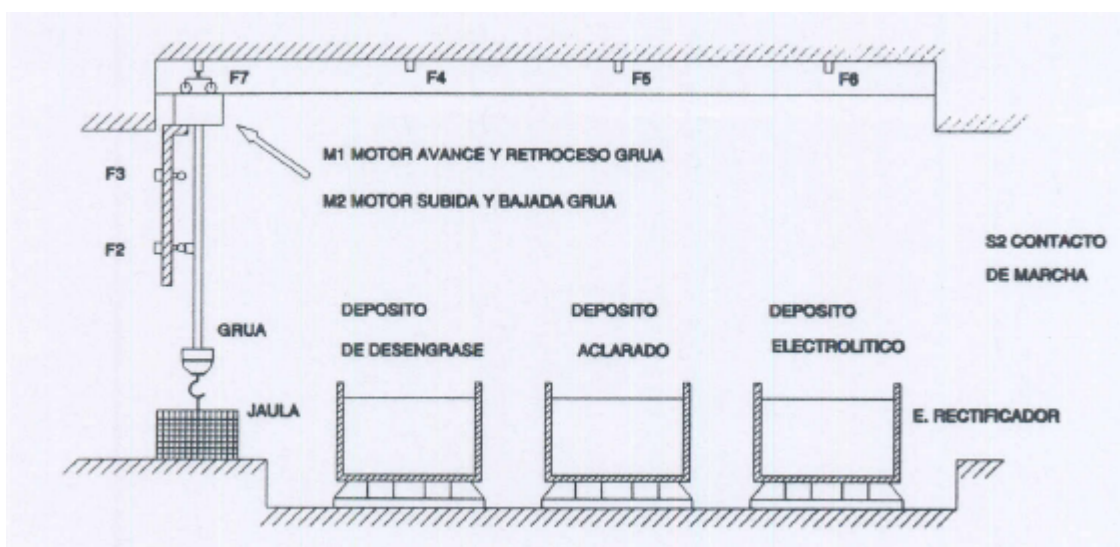 F7
F4
F5
F6
M1 MOTOR AVANCE Y RETROCESO GRUA
F3
M2 MOTOR SUBIDA Y BAJADA GRUA
F2
S2 CONTACTO
DE MARCHA
DEPOSITO
DE DESENGRASE
DEPOSITO
ACLARADO
DEPOSITO
ELECTROLITICO
GRUA
JAULA
E. RECTIFICADOR